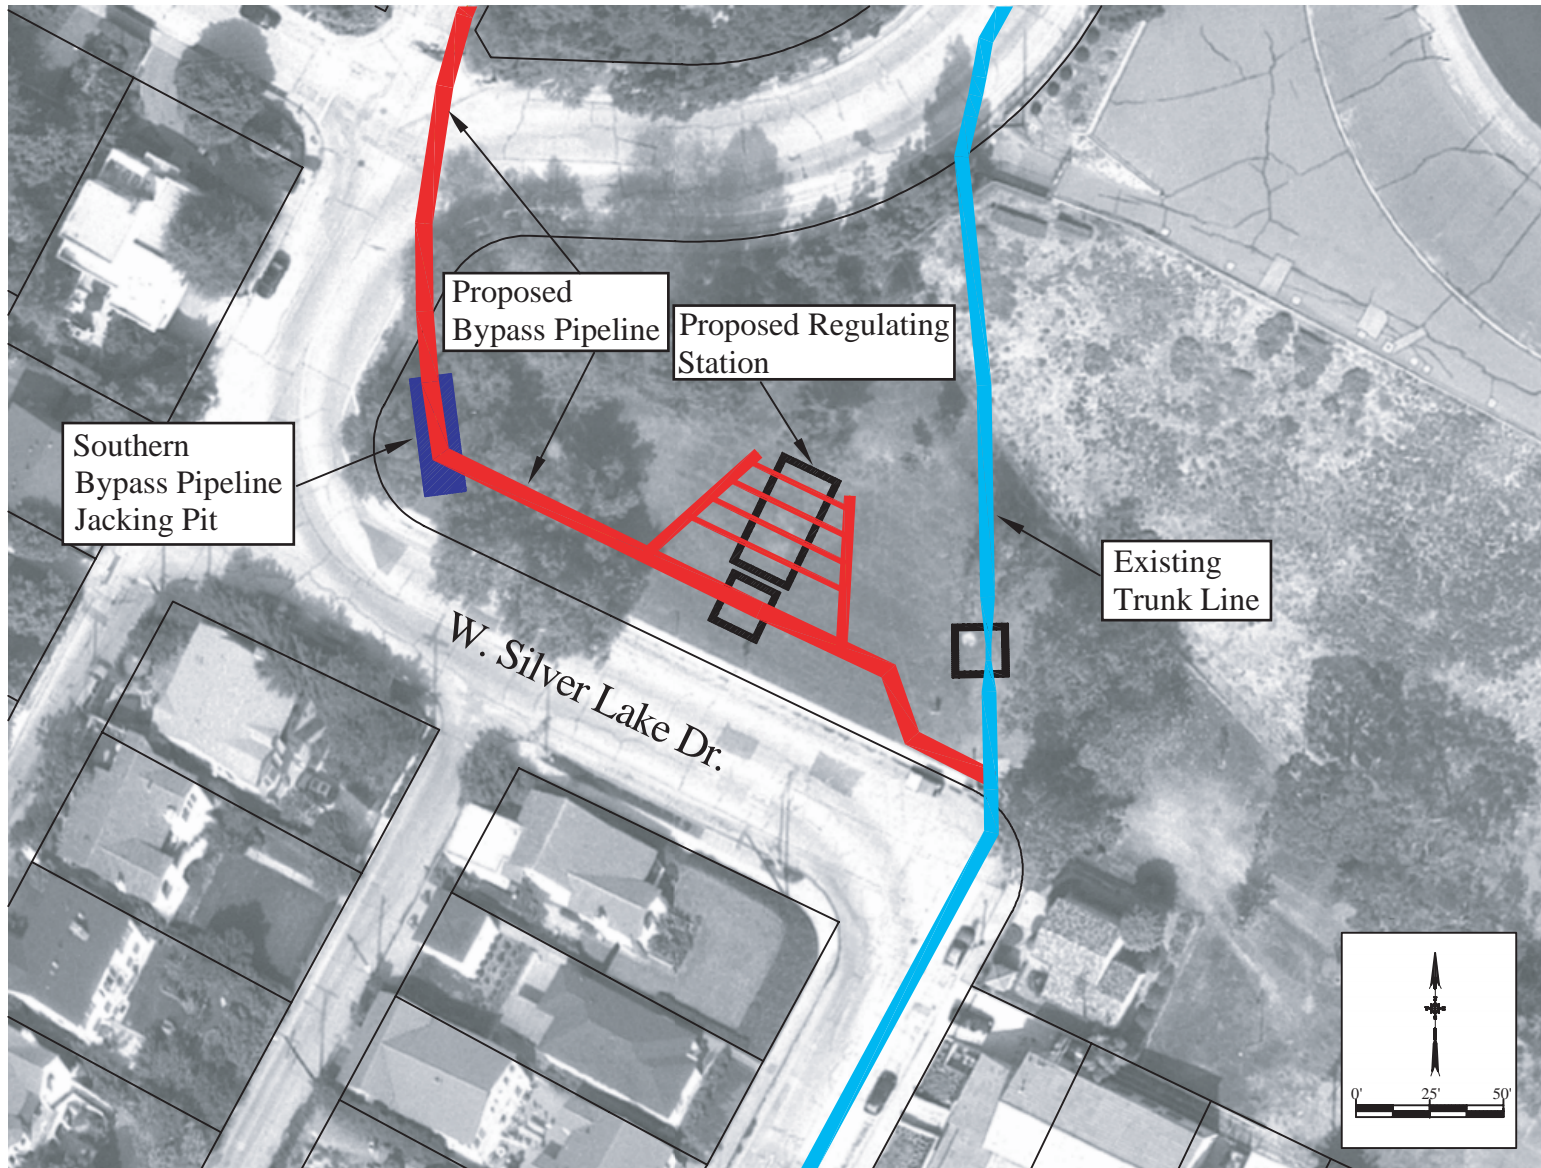 Proposed
Bypass Pipeline
Proposed Regulating
Station
Southern
Bypass Pipeline
Jacking Pit
Existing
Trunk Line
W. Silver Lake Dr.
0' 25' 50'